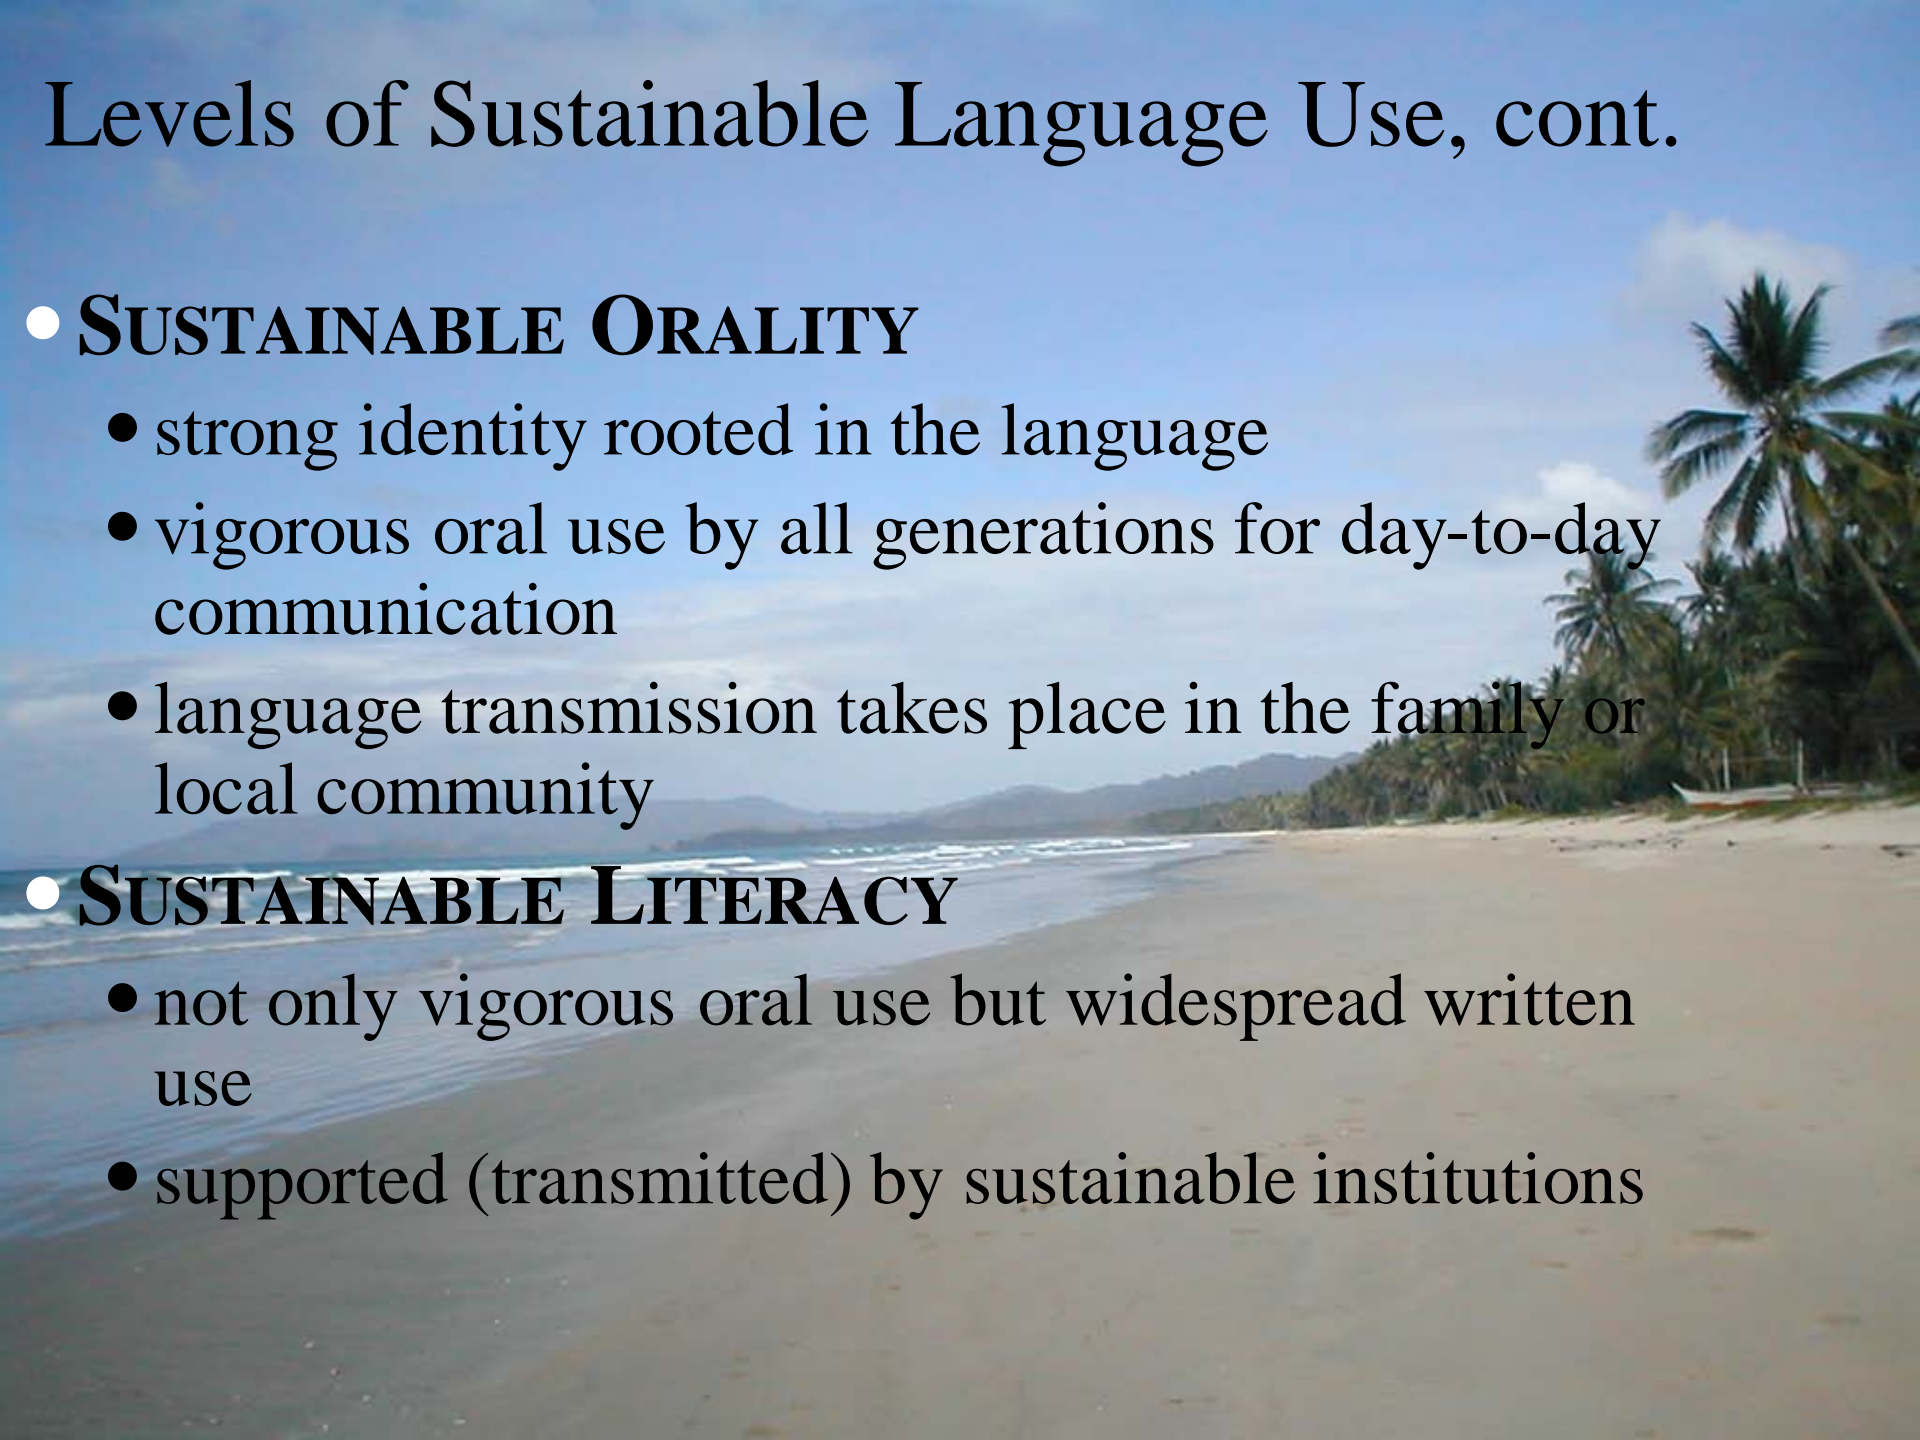 Levels of Sustainable Language Use, cont.
• SUSTAINABLE ORALITY
• strong identity rooted in the language
• vigorous oral use by all generations for day-to-day
communication
• language transmission takes place in the family or
local community
• SUSTAINABLE LITERACY
• not only vigorous oral use but widespread written
use
• supported (transmitted) by sustainable institutions